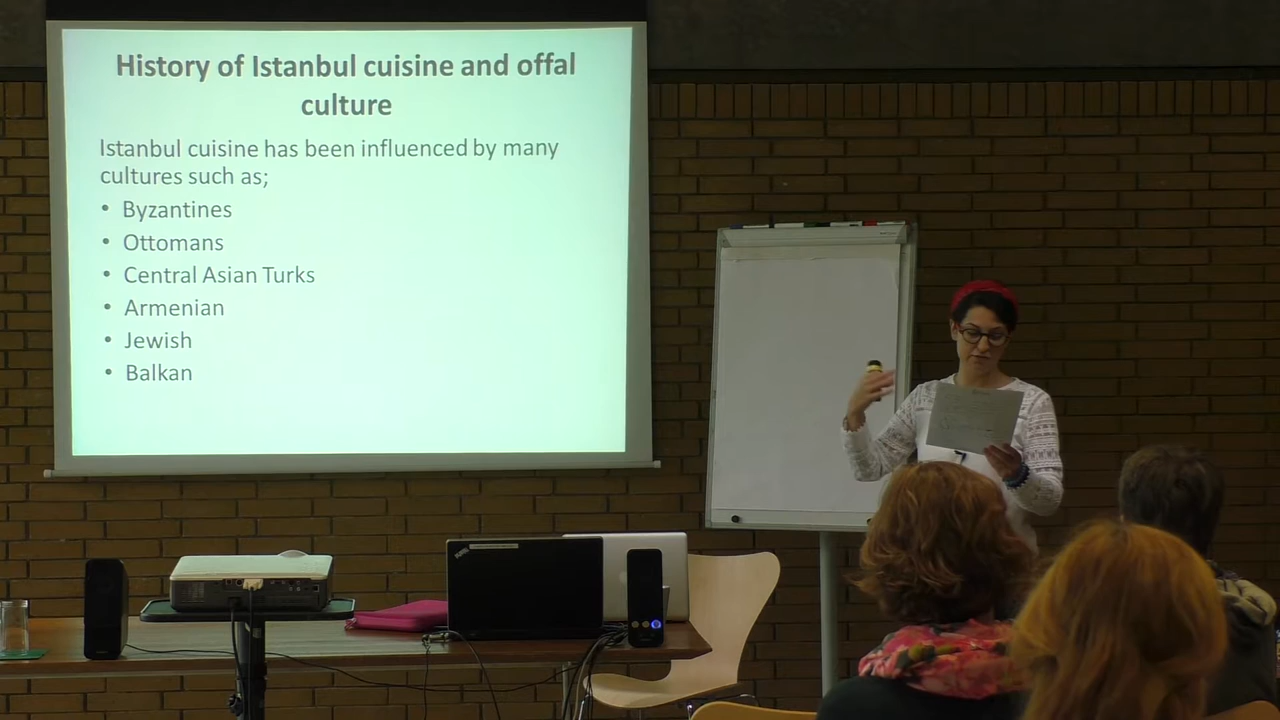 History of Istanbul cuisine and offal
culture
Istanbul cuisine has been influenced by many
cultures such as;
• Byzantines
• Ottomans
• Central Asian Turks
• Armenian
• Jewish
• Balkan